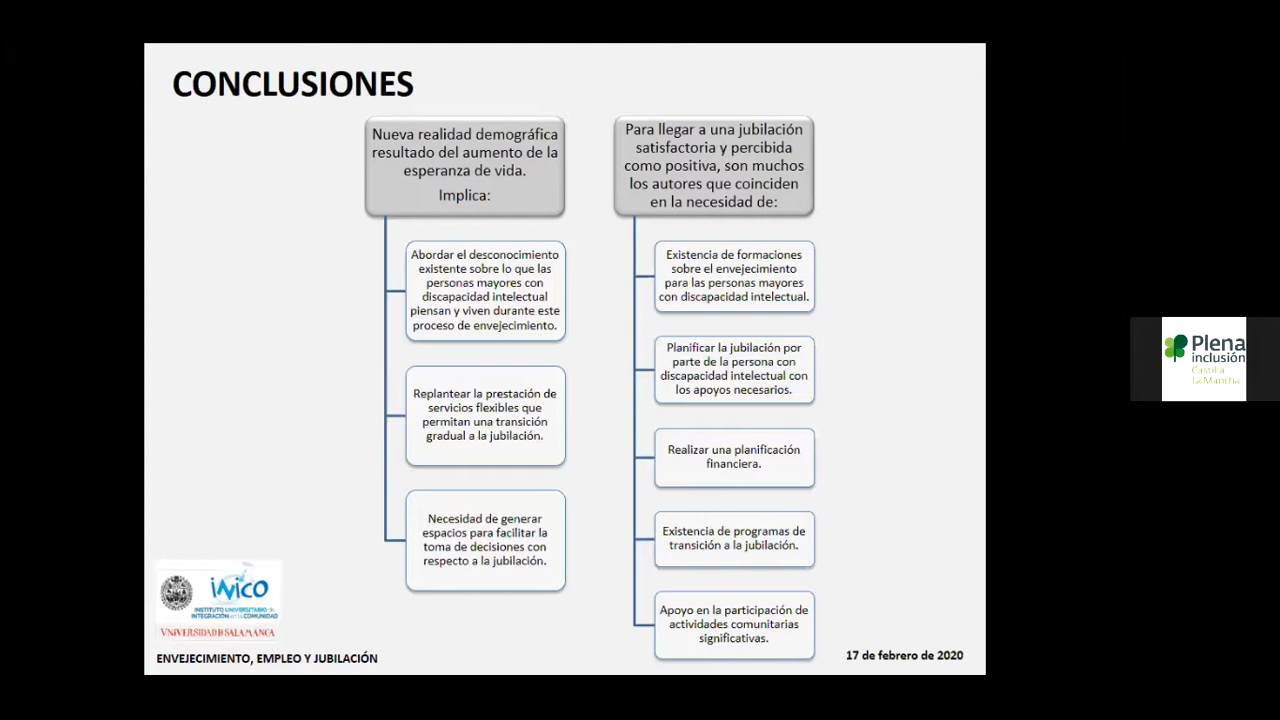 CONCLUSIONES
Nueva realidad demográfica
resultado del aumento de la
esperanza de vida.
Implica:
Abordar el desconocimiento
existente sobre lo que las
personas mayores con
discapacidad intelectual
piensan y viven durante este
proceso de envejecimiento.
Replantear la prestación de
servicios flexibles que
permitan una transición
gradual a la jubilación.
Necesidad de generar
espacios para facilitar la
toma de decisiones con
respecto a la jubilación.
Para llegar a una jubilación
satisfactoria y percibida
como positiva, son muchos
los autores que coinciden
en la necesidad de:
Existencia de formaciones
sobre el envejecimiento
para las personas mayores
con discapacidad intelectual.
Planificar la jubilación por
parte de la persona con
discapacidad intelectual con
los apoyos necesarios.
Realizar una planificación
financiera.
Existencia de programas de
transición a la jubilación.
Apoyo en la participación de
actividades comunitarias
significativas.
inico
INSTITUTO UNIVERSITARIO de
INTEGRACIÓN en la COMUNIDAD
VNiVERSiDAD D SALAMANCA
ENVEJECIMIENTO, EMPLEO Y JUBILACIÓN
17 de febrero de 2020
Plena
inclusión
Castilla
La Mancha